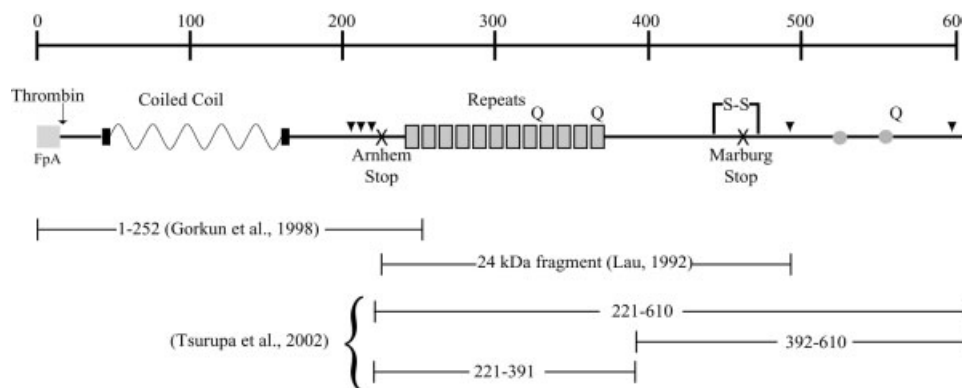 0 100 200 300 400 500 600
Thrombin Coiled Coil Repeats S-S
Q Q Q
FpA Arnhem Marburg
Stop Stop
1-252 (Gorkun et al., 1998)
24 kDa fragment (Lau, 1992)
221-610
(Tsurupa et al., 2002) 392-610
221-391